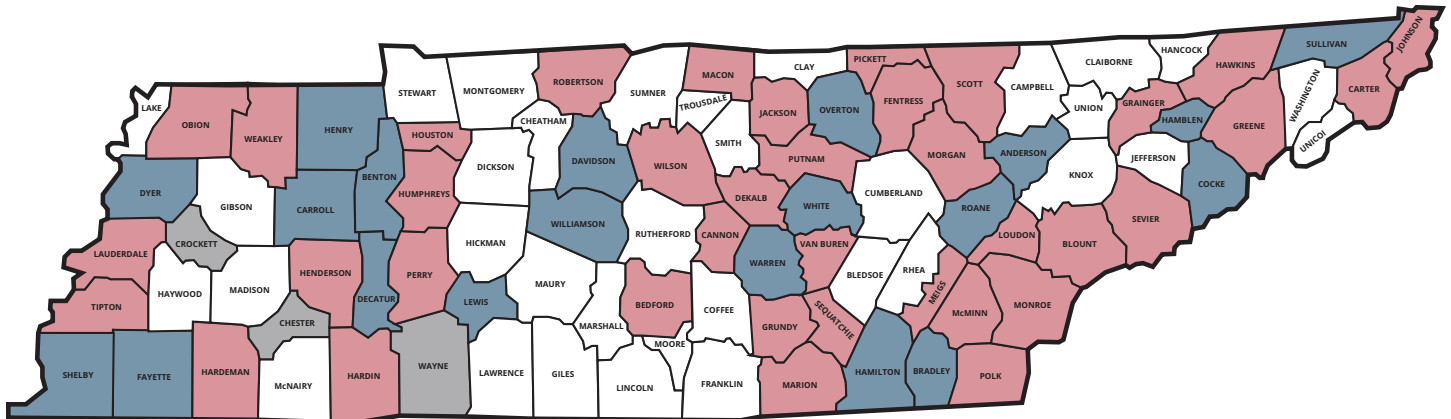 JOHNSON
SULLIVAN
HANCOCK
CLAIBORNE
HAWKINS
CARTER
WASHINGTON
UNICOI
PICKETT
CLAY
MACON
ROBERTSON
SCOTT
CAMPBELL
UNION
GRAINGER
HAMBLEN
GREENE
STEWART
MONTGOMERY
SUMNER
TROUSDALE
JACKSON
OVERTON
FENTRESS
LAKE
OBION
WEAKLEY
HENRY
HOUSTON
CHEATHAM
DAVIDSON
WILSON
SMITH
PUTNAM
MORGAN
ANDERSON
KNOX
JEFFERSON
COCKE
DYER
GIBSON
CARROLL
BENTON
HUMPHREYS
DICKSON
WILLIAMSON
RUTHERFORD
DEKALB
WHITE
CUMBERLAND
ROANE
LOUDON
BLOUNT
SEVIER
LAUDERDALE
CROCKETT
HENDERSON
PERRY
HICKMAN
CANNON
WARREN
VAN BUREN
BLEDSOE
RHEA
MEIGS
McMINN
MONROE
TIPTON
HAYWOOD
MADISON
DECATUR
LEWIS
MAURY
BEDFORD
COFFEE
GRUNDY
SEQUATCHIE
CHESTER
MARSHALL
MOORE
SHELBY
FAYETTE
HARDEMAN
McNAIRY
HARDIN
WAYNE
LAWRENCE
GILES
LINCOLN
FRANKLIN
MARION
HAMILTON
BRADLEY
POLK